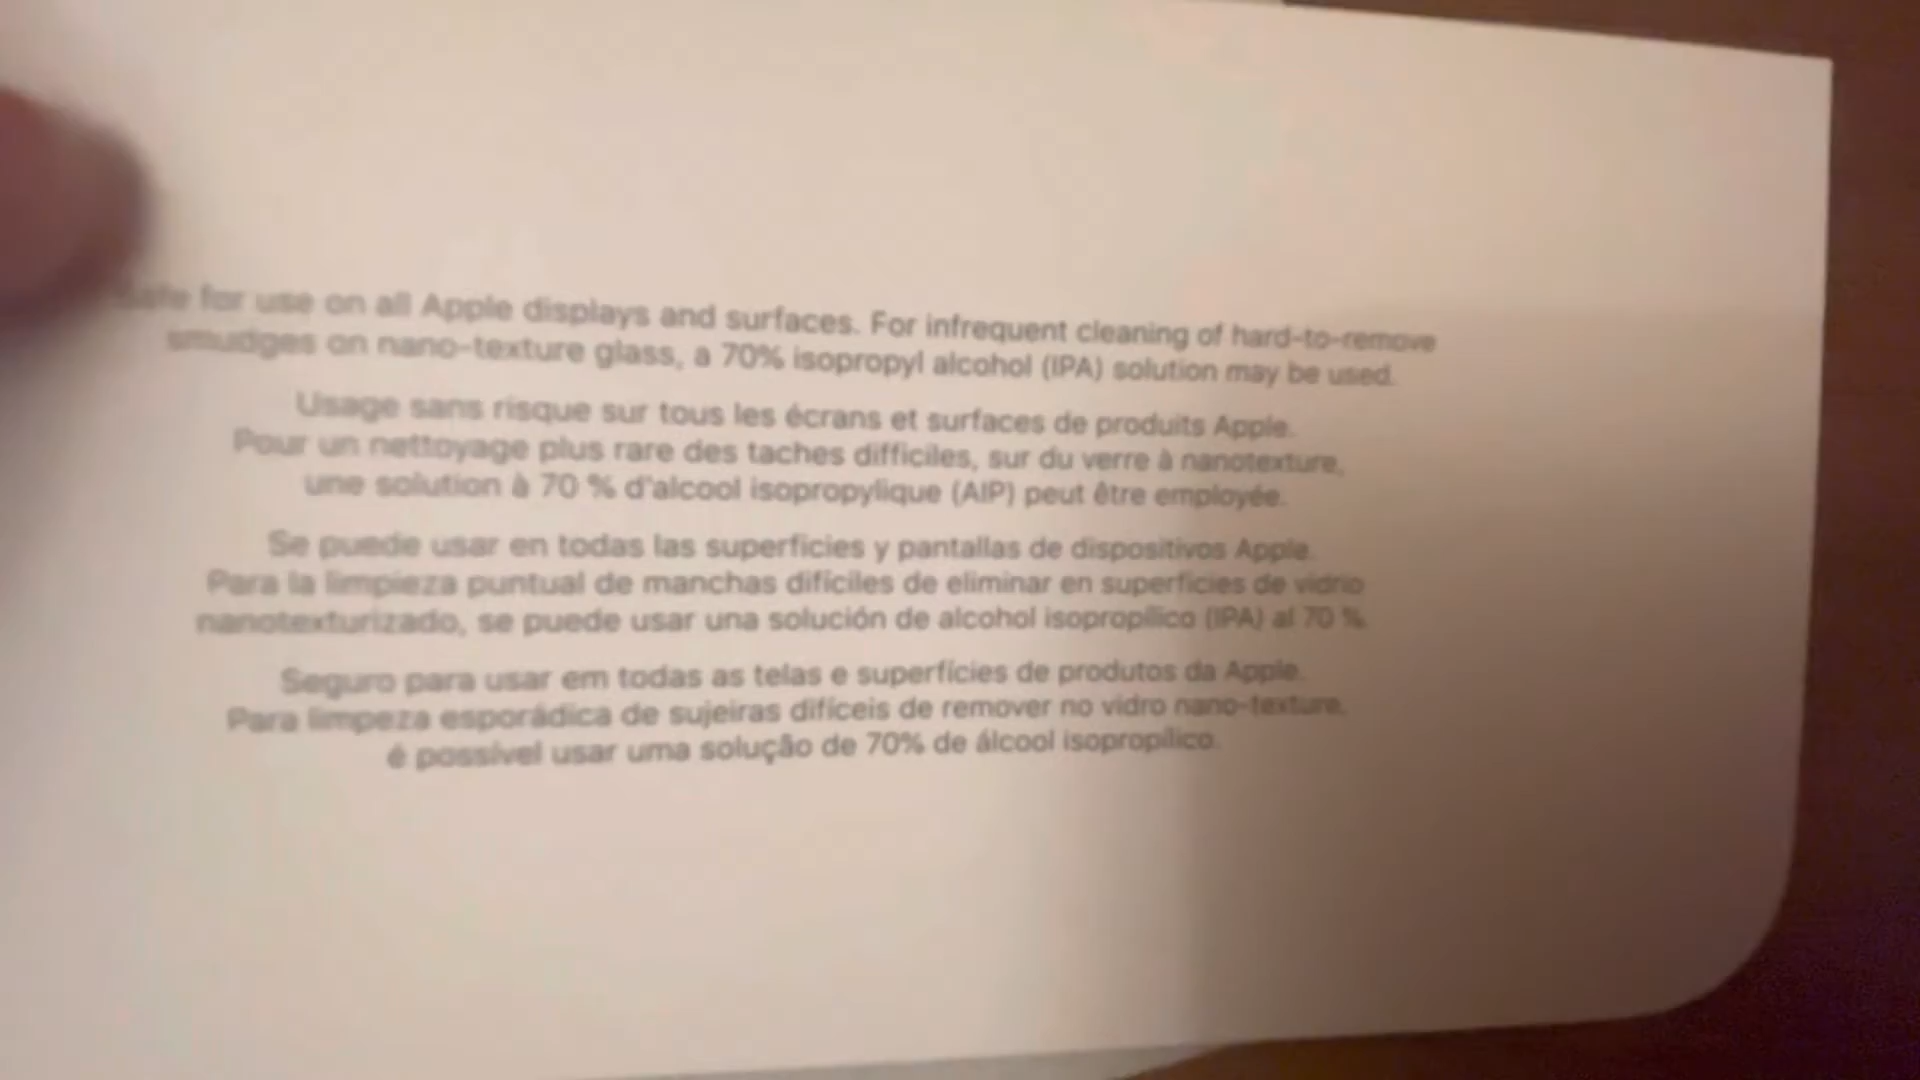 Safe for use on all Apple displays and surfaces. For infrequent cleaning of hard-to-remove
smudges on nano-texture glass, a 70% isopropyl alcohol (IPA) solution may be used.
Usage sans risque sur tous les écrans et surfaces de produits Apple.
Pour un nettoyage plus rare des taches difficiles, sur du verre à nanotexture,
une solution à 70 % d'alcool isopropylique (AIP) peut être employée.
Se puede usar en todas las superficies y pantallas de dispositivos Apple.
Para la limpieza puntual de manchas difíciles de eliminar en superficies de vidrio
nanotexturizado, se puede usar una solución de alcohol isopropílico (IPA) al 70 %.
Seguro para usar em todas as telas e superfícies de produtos da Apple.
Para limpeza esporádica de sujeiras difíceis de remover no vidro nano-texture,
é possível usar uma solução de 70% de álcool isopropílico.